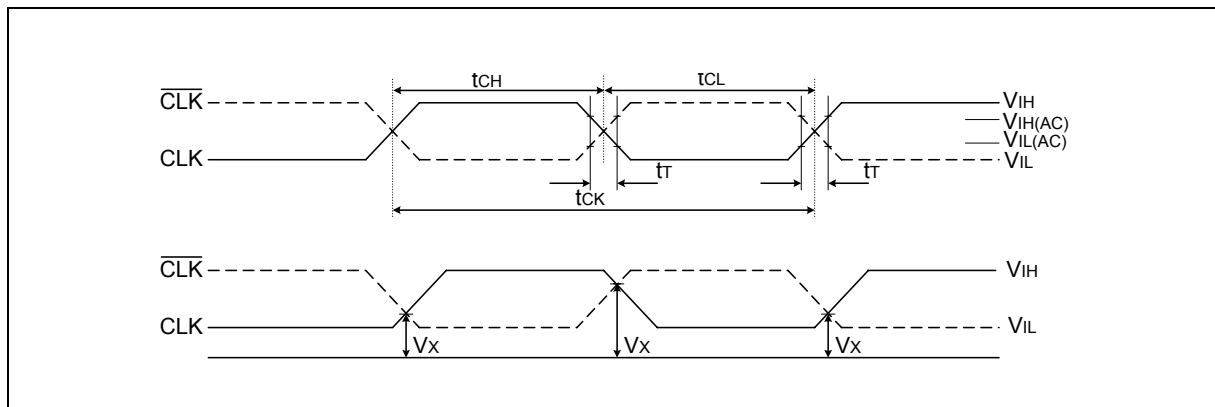 tCH tCL
CLK VIH
VIH(AC)
VIL(AC)
CLK VIL
tT tT
tCK
CLK VIH
CLK VIL
VX VX VX